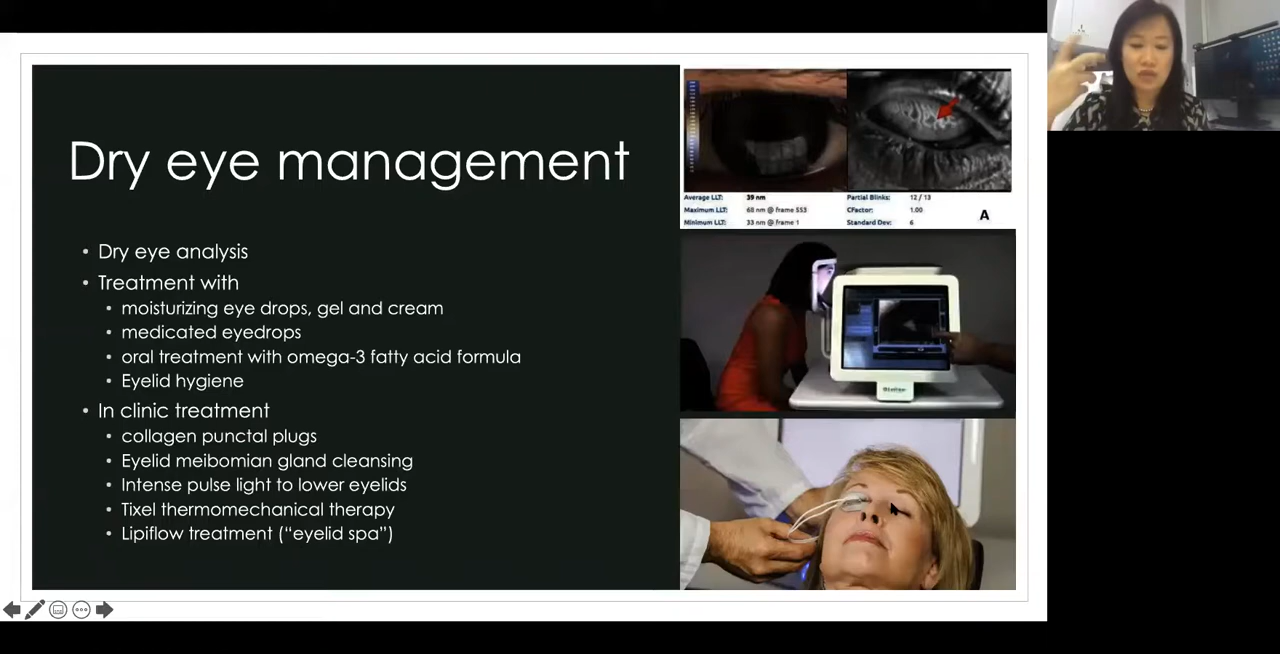 Dry eye management
• Dry eye analysis
• Treatment with
• moisturizing eye drops, gel and cream
• medicated eyedrops
• oral treatment with omega-3 fatty acid formula
• Eyelid hygiene
• In clinic treatment
• collagen punctal plugs
• Eyelid meibomian gland cleansing
• Intense pulse light to lower eyelids
• Tixel thermomechanical therapy
• Lipiflow treatment (“eyelid spa”)
Average LLT: 39 nm Partial Blinks: 12 / 13
Maximum LLT: 68 nm @ frame 553 CFactor: 1.00
Minimum LLT: 33 nm @ frame 1 Standard Dev: 6
A